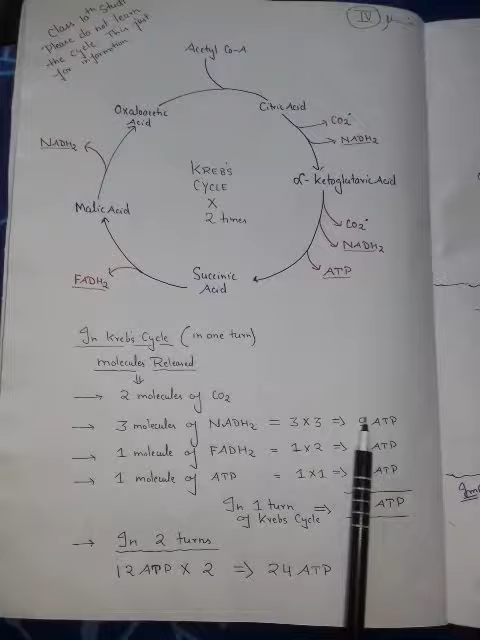 Class 10th Stud
Please do not learn
the cycle. This just
for information
IV
Acetyl Co-A
Oxaloacetic
Acid
Citric Acid
CO2↑
NADH2
NADH2
KREB'S
CYCLE
X
2 times
α-ketoglutaric Acid
Malic Acid
CO2↑
NADH2
ATP
FADH2
Succinic
Acid
In Kreb's Cycle (in one turn)
molecules Released
⇓
→ 2 molecules of CO2
→ 3 molecules of NADH2 = 3 X 3 ⇒ 9 ATP
→ 1 molecule of FADH2 = 1 X 2 ⇒ ATP
→ 1 molecule of ATP = 1 X 1 ⇒ ATP
In 1 turn ⇒ ATP
of Krebs Cycle
→ In 2 turns
12 ATP X 2 ⇒ 24 ATP